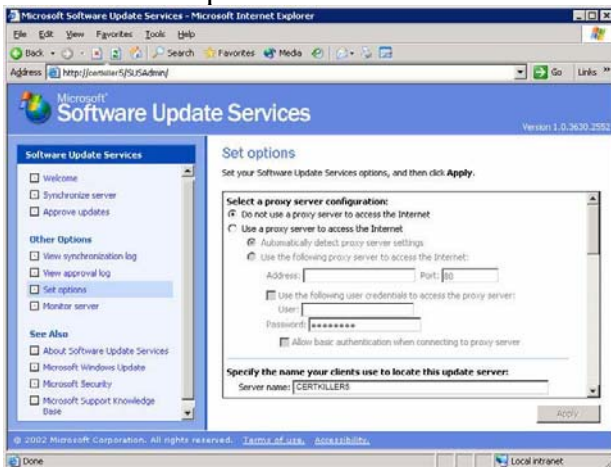 Microsoft Software Update Services - Microsoft Internet Explorer
File Edit View Favorites Tools Help
Back Search Favorites Media
Address http://certkiller5/SUSAdmin/ Go Links »
Microsoft
Software Update Services
Version 1.0.3630.2552
Software Update Services
Welcome
Synchronize server
Approve updates
Other Options
View synchronization log
View approval log
Set options
Monitor server
See Also
About Software Update Services
Microsoft Windows Update
Microsoft Security
Microsoft Support Knowledge
Base
Set options
Set your Software Update Services options, and then click Apply.
Select a proxy server configuration:
Do not use a proxy server to access the Internet
Use a proxy server to access the Internet
Automatically detect proxy server settings
Use the following proxy server to access the Internet:
Address: Port: 80
Use the following user credentials to access the proxy server:
User:
Password: ********
Allow basic authentication when connecting to proxy server
Specify the name your clients use to locate this update server:
Server name: CERTKILLER5
Apply
© 2002 Microsoft Corporation. All rights reserved. Terms of use. Accessibility.
Done Local intranet